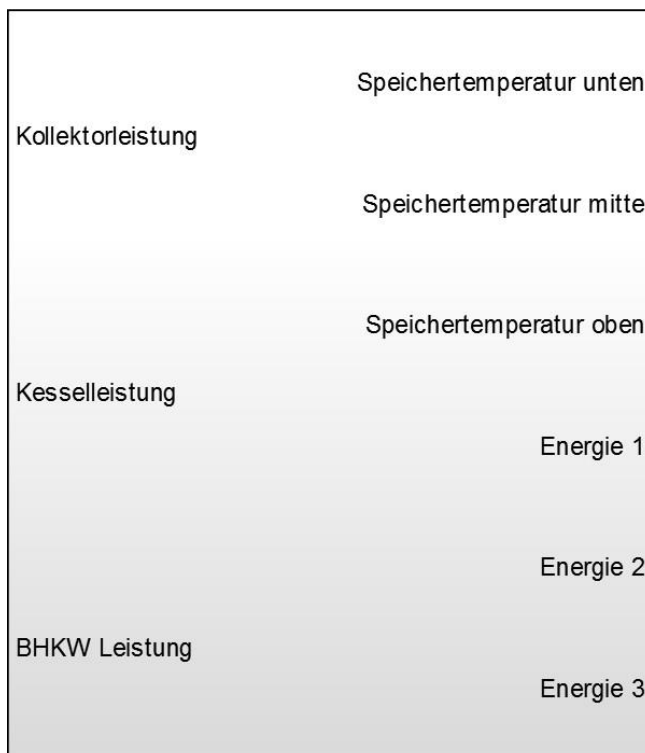 Speichertemperatur unten
Kollektorleistung
Speichertemperatur mitte
Speichertemperatur oben
Kesselleistung
Energie 1
Energie 2
BHKW Leistung
Energie 3